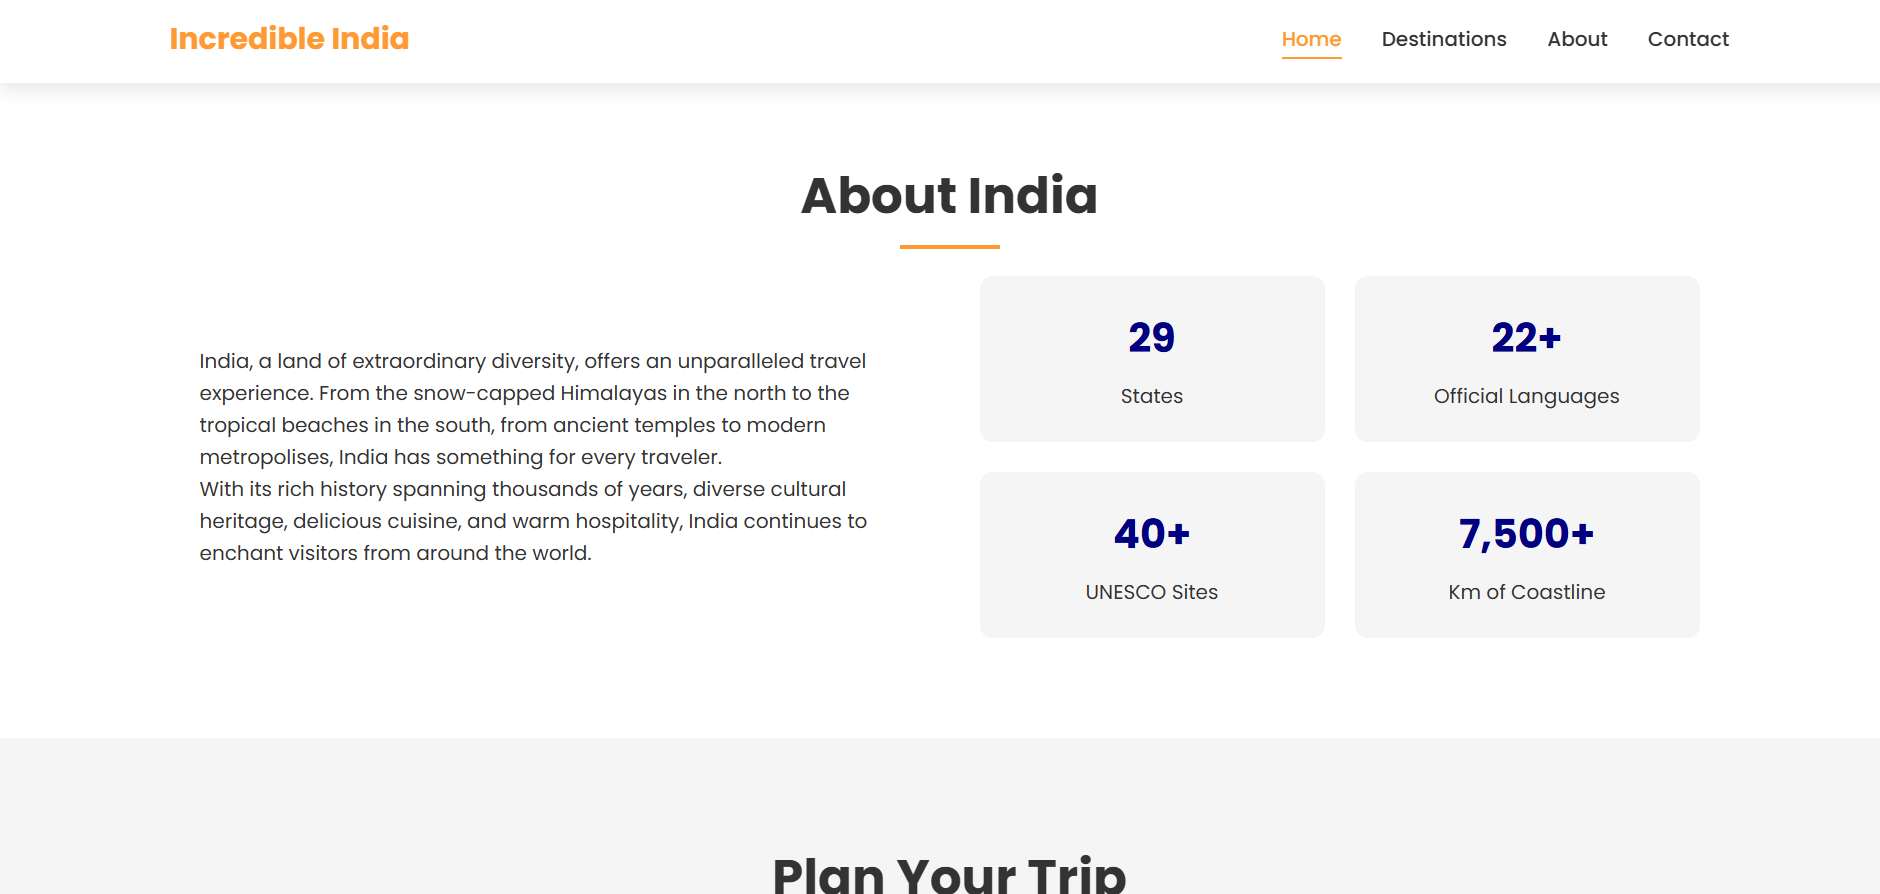 Incredible India
Home Destinations About Contact
About India
India, a land of extraordinary diversity, offers an unparalleled travel
experience. From the snow-capped Himalayas in the north to the
tropical beaches in the south, from ancient temples to modern
metropolises, India has something for every traveler.
With its rich history spanning thousands of years, diverse cultural
heritage, delicious cuisine, and warm hospitality, India continues to
enchant visitors from around the world.
29
States
22+
Official Languages
40+
UNESCO Sites
7,500+
Km of Coastline
Plan Your Trip